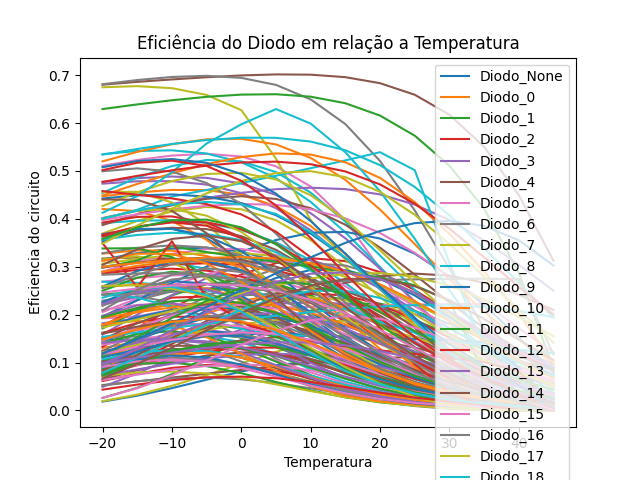 Eficiência do Diodo em relação a Temperatura
Eficiencia do circuito
0.7
0.6
0.5
0.4
0.3
0.2
0.1
0.0
−20
−10
0
10
20
30
40
Temperatura
Diodo_None
Diodo_0
Diodo_1
Diodo_2
Diodo_3
Diodo_4
Diodo_5
Diodo_6
Diodo_7
Diodo_8
Diodo_9
Diodo_10
Diodo_11
Diodo_12
Diodo_13
Diodo_14
Diodo_15
Diodo_16
Diodo_17
Diodo_18